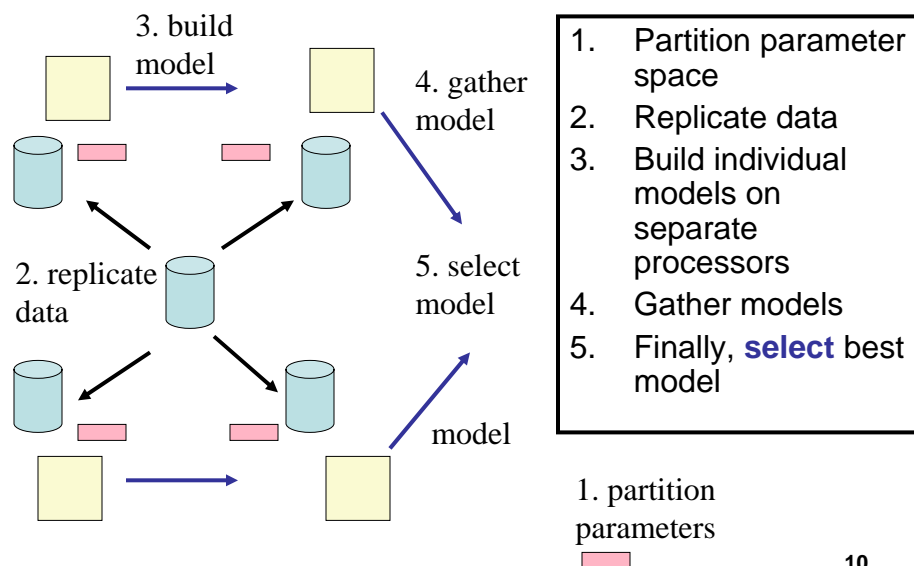 3. build
model
4. gather
model
2. replicate
data
5. select
model
model
1. Partition parameter
space
2. Replicate data
3. Build individual
models on
separate
processors
4. Gather models
5. Finally, select best
model
1. partition
parameters
10